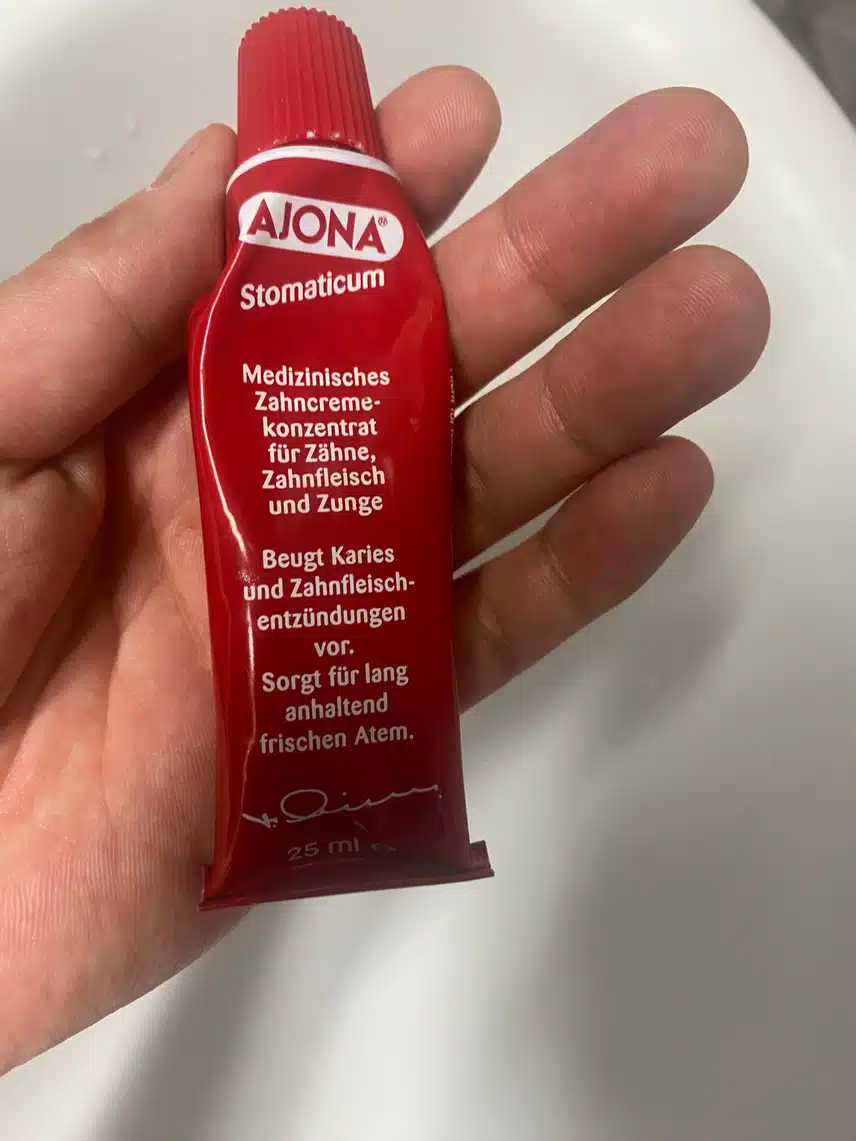 AJONA®
Stomaticum
Medizinisches
Zahncreme-
konzentrat
für Zähne,
Zahnfleisch
und Zunge
Beugt Karies
und Zahnfleisch-
entzündungen
vor.
Sorgt für lang
anhaltend
frischen Atem.
25 ml e